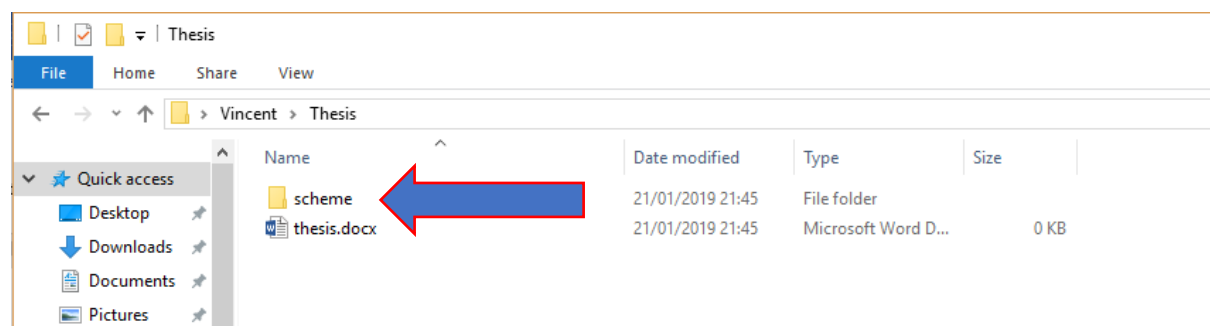 Thesis
File Home Share View
Vincent > Thesis
Name Date modified Type Size
Quick access
scheme 21/01/2019 21:45 File folder
Desktop
thesis.docx 21/01/2019 21:45 Microsoft Word D... 0 KB
Downloads
Documents
Pictures